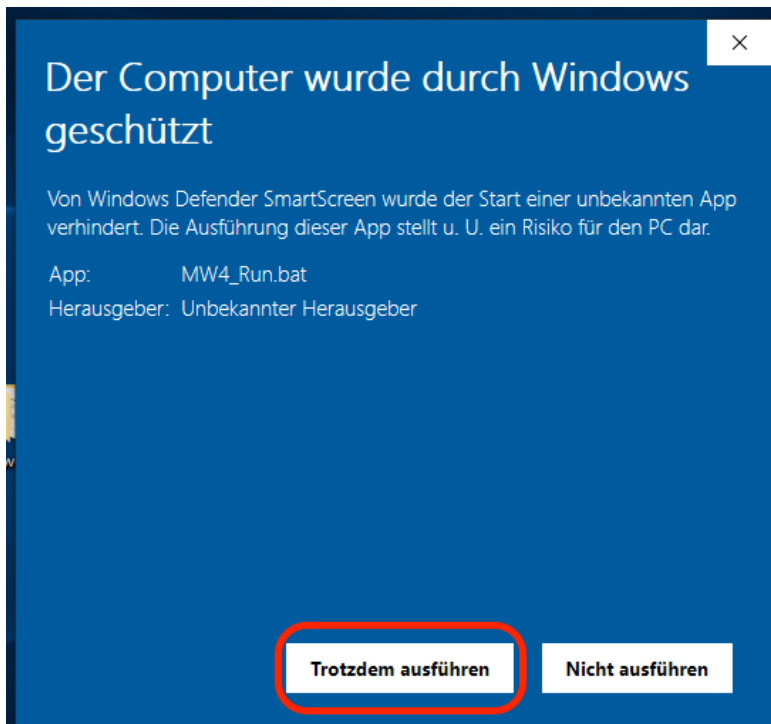 Der Computer wurde durch Windows
geschützt
Von Windows Defender SmartScreen wurde der Start einer unbekannten App
verhindert. Die Ausführung dieser App stellt u. U. ein Risiko für den PC dar.
App: MW4_Run.bat
Herausgeber: Unbekannter Herausgeber
w
Trotzdem ausführen Nicht ausführen